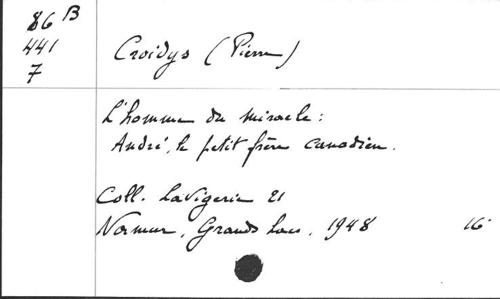 86 B
441
7
Croidys (Pierre)
L'homme du miracle :
André, le petit frère canadien.
Coll. Lavigerie 21
Namur, Grands Lacs, 1948 16°